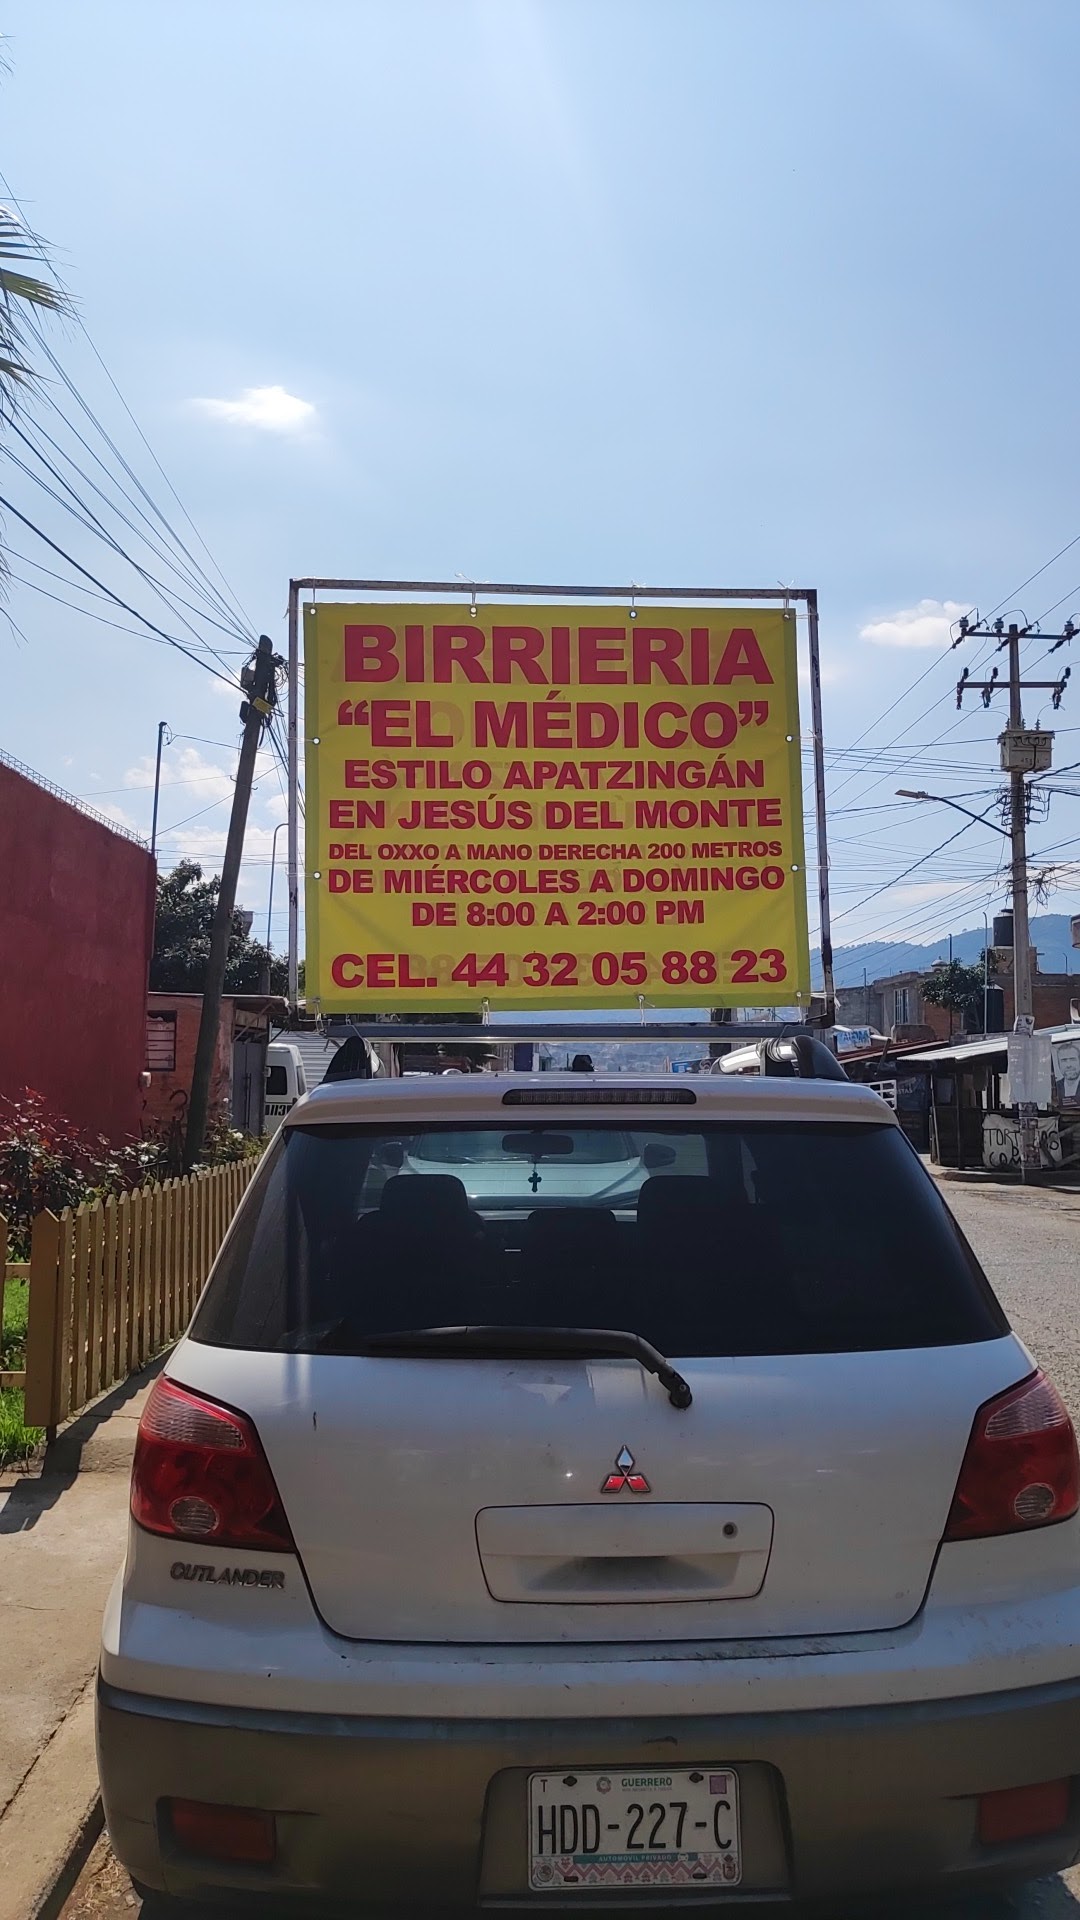 BIRRIERIA
“EL MÉDICO”
ESTILO APATZINGÁN
EN JESÚS DEL MONTE
DEL OXXO A MANO DERECHA 200 METROS
DE MIÉRCOLES A DOMINGO
DE 8:00 A 2:00 PM
CEL. 44 32 05 88 23
OUTLANDER
T GUERRERO
HDD-227-C
AUTOMÓVIL PRIVADO